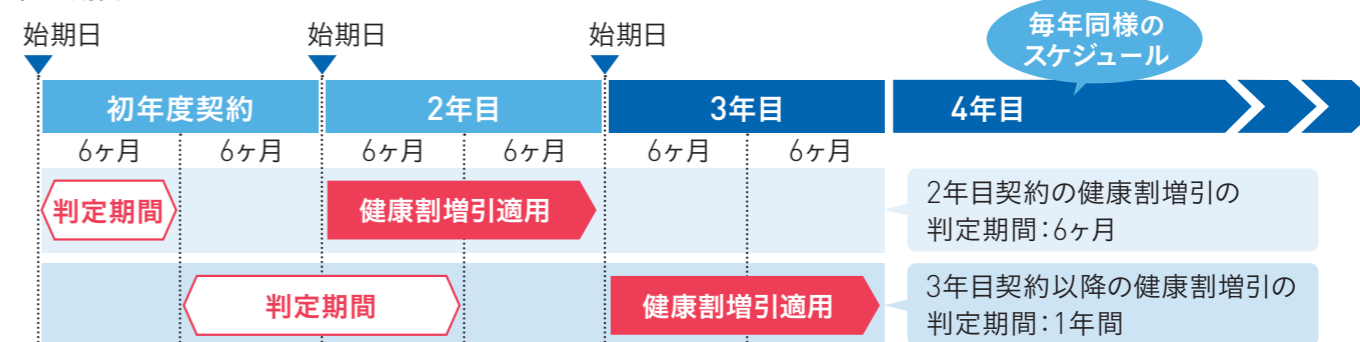 始期日 始期日 始期日
毎年同様の
スケジュール
初年度契約 2年目 3年目 4年目
6ヶ月 6ヶ月 6ヶ月 6ヶ月 6ヶ月 6ヶ月
判定期間 健康割増引適用
2年目契約の健康割増引の
判定期間：6ヶ月
判定期間 健康割増引適用
3年目契約以降の健康割増引の
判定期間：1年間